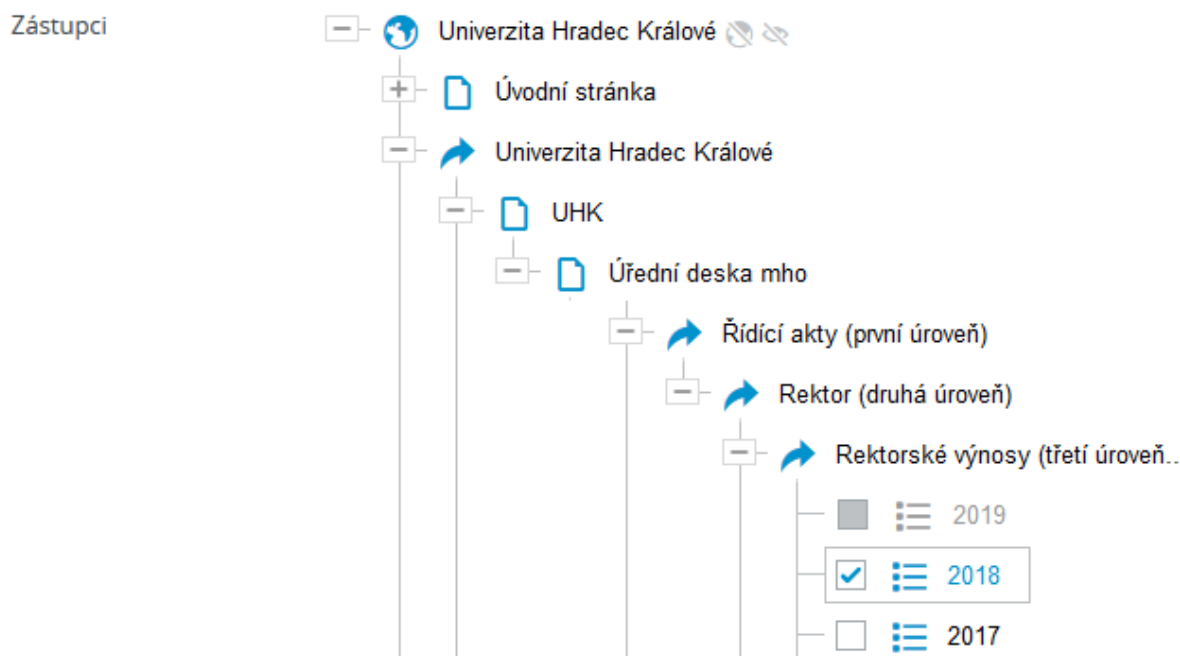 Zástupci
Univerzita Hradec Králové
Úvodní stránka
Univerzita Hradec Králové
UHK
Úřední deska mho
Řídící akty (první úroveň)
Rektor (druhá úroveň)
Rektorské výnosy (třetí úroveň..
2019
2018
2017